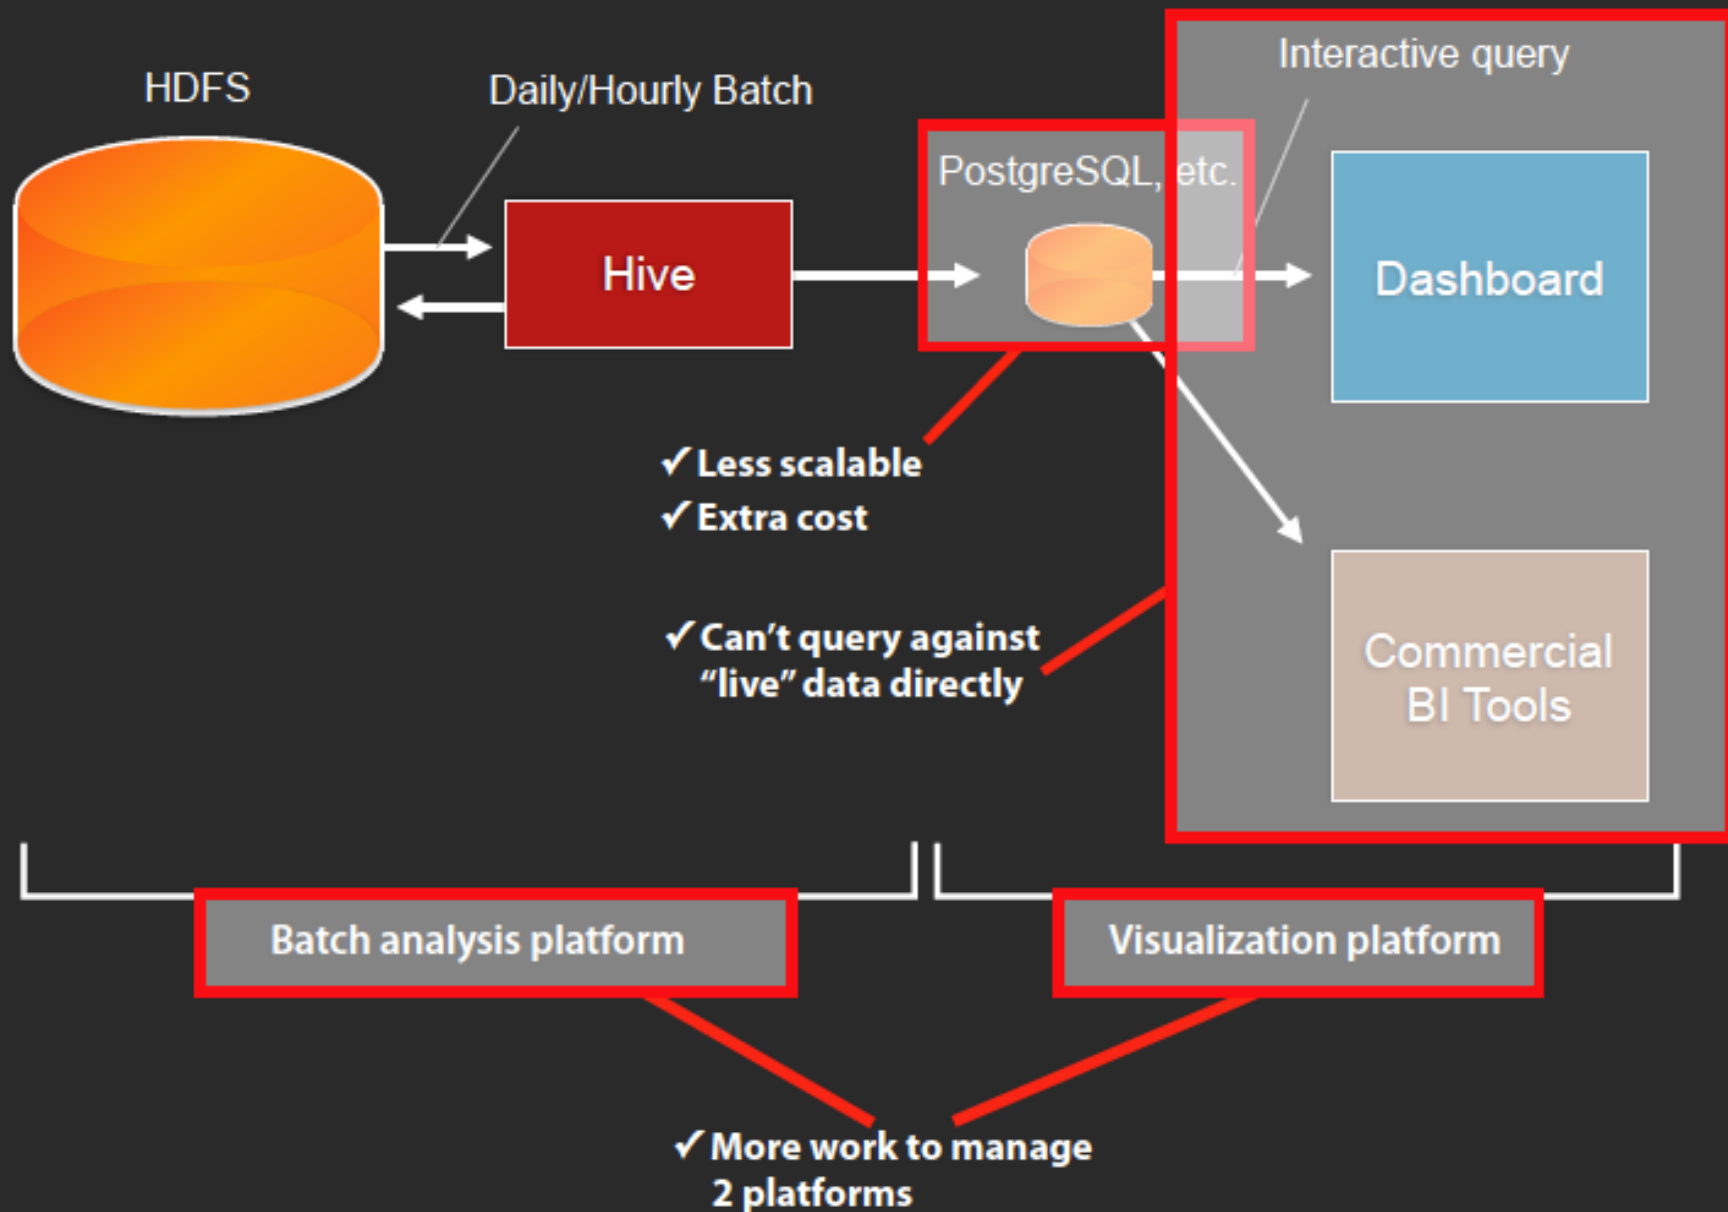 HDFS
Daily/Hourly Batch
Interactive query
PostgreSQL, etc.
Hive
Dashboard
✓ Less scalable
✓ Extra cost
✓ Can’t query against
“live” data directly
Commercial
BI Tools
Batch analysis platform
Visualization platform
✓ More work to manage
2 platforms